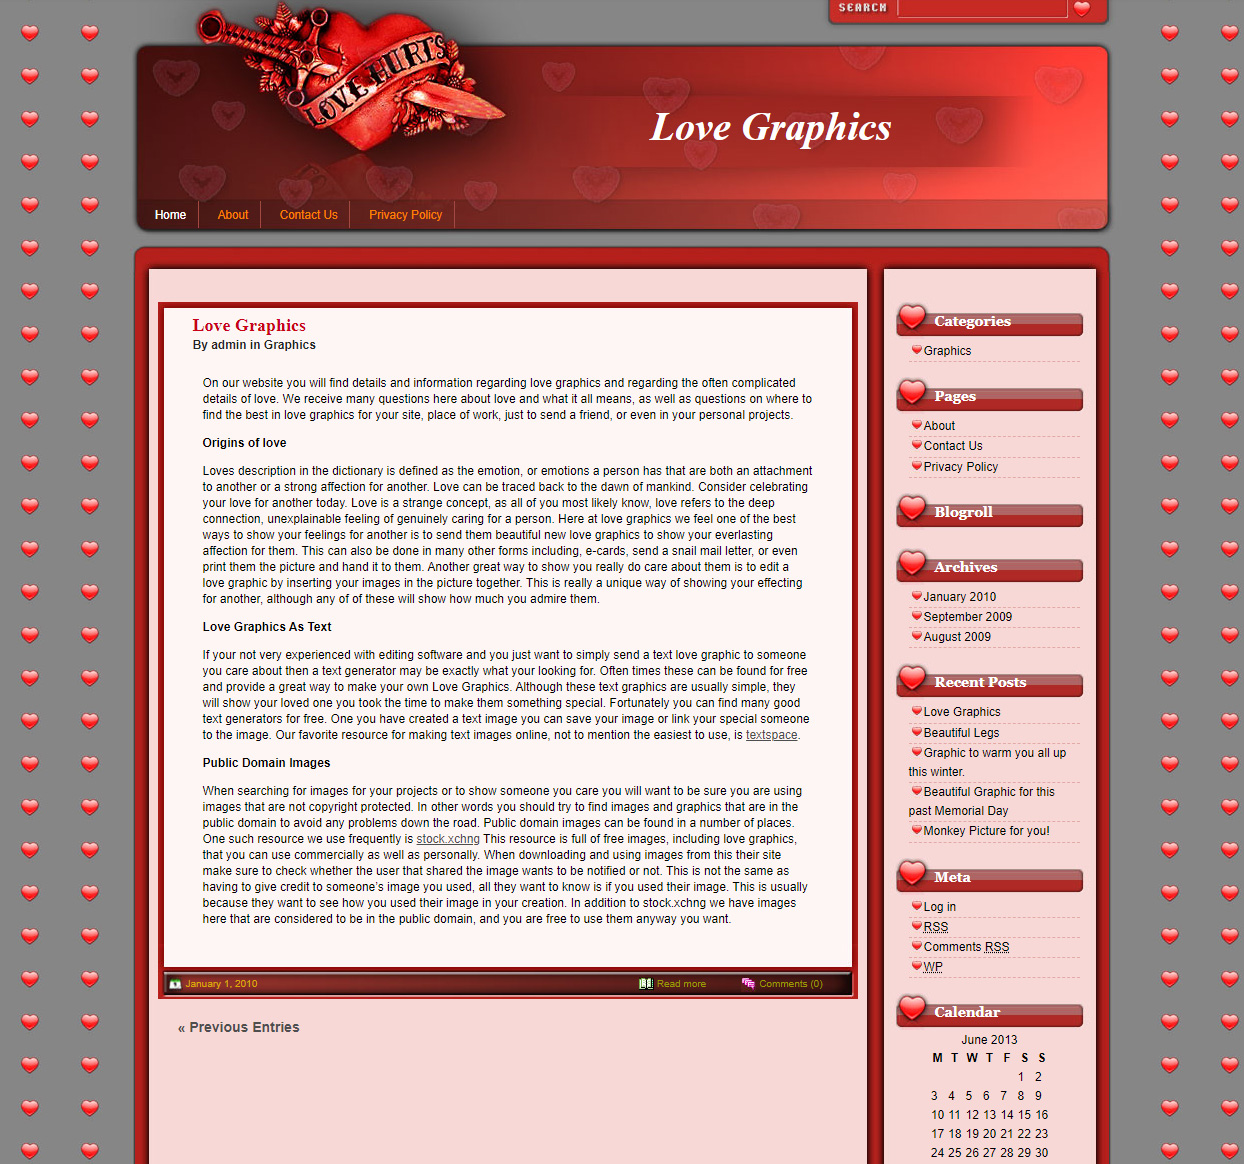 SEARCH
LOVE HURTS
Love Graphics
Home
About
Contact Us
Privacy Policy
Love Graphics
By admin in Graphics
On our website you will find details and information regarding love graphics and regarding the often complicated
details of love. We receive many questions here about love and what it all means, as well as questions on where to
find the best in love graphics for your site, place of work, just to send a friend, or even in your personal projects.
Origins of love
Loves description in the dictionary is defined as the emotion, or emotions a person has that are both an attachment
to another or a strong affection for another. Love can be traced back to the dawn of mankind. Consider celebrating
your love for another today. Love is a strange concept, as all of you most likely know, love refers to the deep
connection, unexplainable feeling of genuinely caring for a person. Here at love graphics we feel one of the best
ways to show your feelings for another is to send them beautiful new love graphics to show your everlasting
affection for them. This can also be done in many other forms including, e-cards, send a snail mail letter, or even
print them the picture and hand it to them. Another great way to show you really do care about them is to edit a
love graphic by inserting your images in the picture together. This is really a unique way of showing your effecting
for another, although any of of these will show how much you admire them.
Love Graphics As Text
If your not very experienced with editing software and you just want to simply send a text love graphic to someone
you care about then a text generator may be exactly what your looking for. Often times these can be found for free
and provide a great way to make your own Love Graphics. Although these text graphics are usually simple, they
will show your loved one you took the time to make them something special. Fortunately you can find many good
text generators for free. One you have created a text image you can save your image or link your special someone
to the image. Our favorite resource for making text images online, not to mention the easiest to use, is textspace.
Public Domain Images
When searching for images for your projects or to show someone you care you will want to be sure you are using
images that are not copyright protected. In other words you should try to find images and graphics that are in the
public domain to avoid any problems down the road. Public domain images can be found in a number of places.
One such resource we use frequently is stock.xchng This resource is full of free images, including love graphics,
that you can use commercially as well as personally. When downloading and using images from this their site
make sure to check whether the user that shared the image wants to be notified or not. This is not the same as
having to give credit to someone's image you used, all they want to know is if you used their image. This is usually
because they want to see how you used their image in your creation. In addition to stock.xchng we have images
here that are considered to be in the public domain, and you are free to use them anyway you want.
January 1, 2010
Read more
Comments (0)
« Previous Entries
Categories
Graphics
Pages
About
Contact Us
Privacy Policy
Blogroll
Archives
January 2010
September 2009
August 2009
Recent Posts
Love Graphics
Beautiful Legs
Graphic to warm you all up
this winter.
Beautiful Graphic for this
past Memorial Day
Monkey Picture for you!
Meta
Log in
RSS
Comments RSS
WP
Calendar
June 2013
M T W T F S S
1 2
3 4 5 6 7 8 9
10 11 12 13 14 15 16
17 18 19 20 21 22 23
24 25 26 27 28 29 30